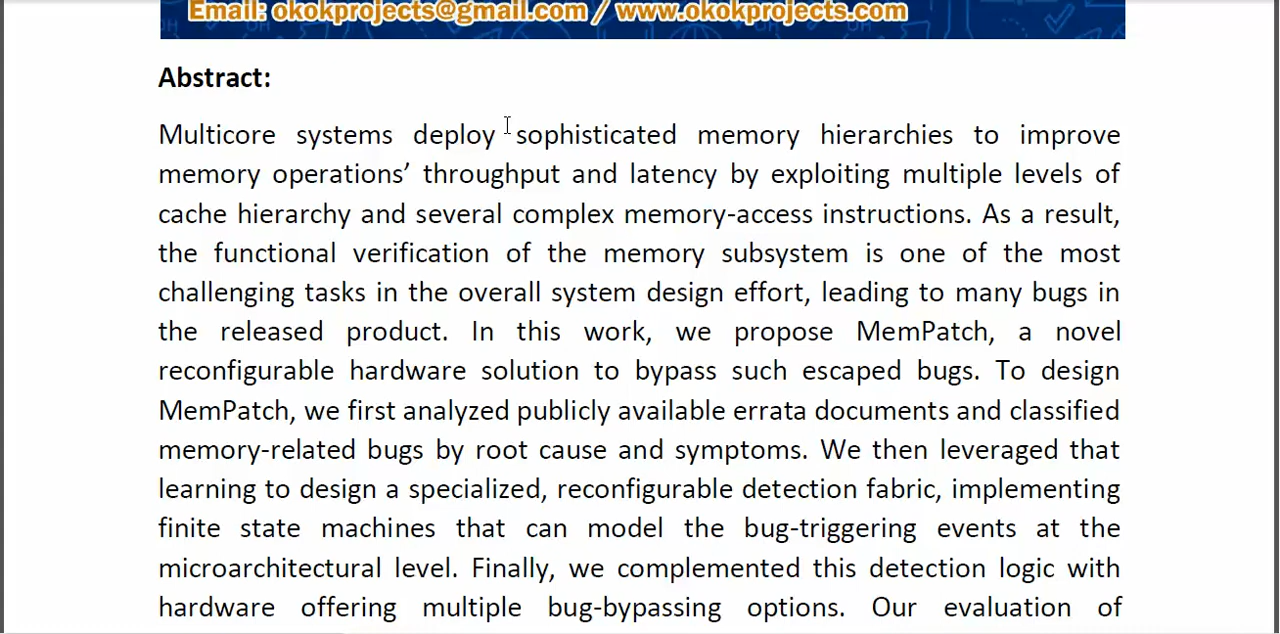 Email: okokprojects@gmail.com / www.okokprojects.com
Abstract:
Multicore systems deploy sophisticated memory hierarchies to improve
memory operations’ throughput and latency by exploiting multiple levels of
cache hierarchy and several complex memory-access instructions. As a result,
the functional verification of the memory subsystem is one of the most
challenging tasks in the overall system design effort, leading to many bugs in
the released product. In this work, we propose MemPatch, a novel
reconfigurable hardware solution to bypass such escaped bugs. To design
MemPatch, we first analyzed publicly available errata documents and classified
memory-related bugs by root cause and symptoms. We then leveraged that
learning to design a specialized, reconfigurable detection fabric, implementing
finite state machines that can model the bug-triggering events at the
microarchitectural level. Finally, we complemented this detection logic with
hardware offering multiple bug-bypassing options. Our evaluation of